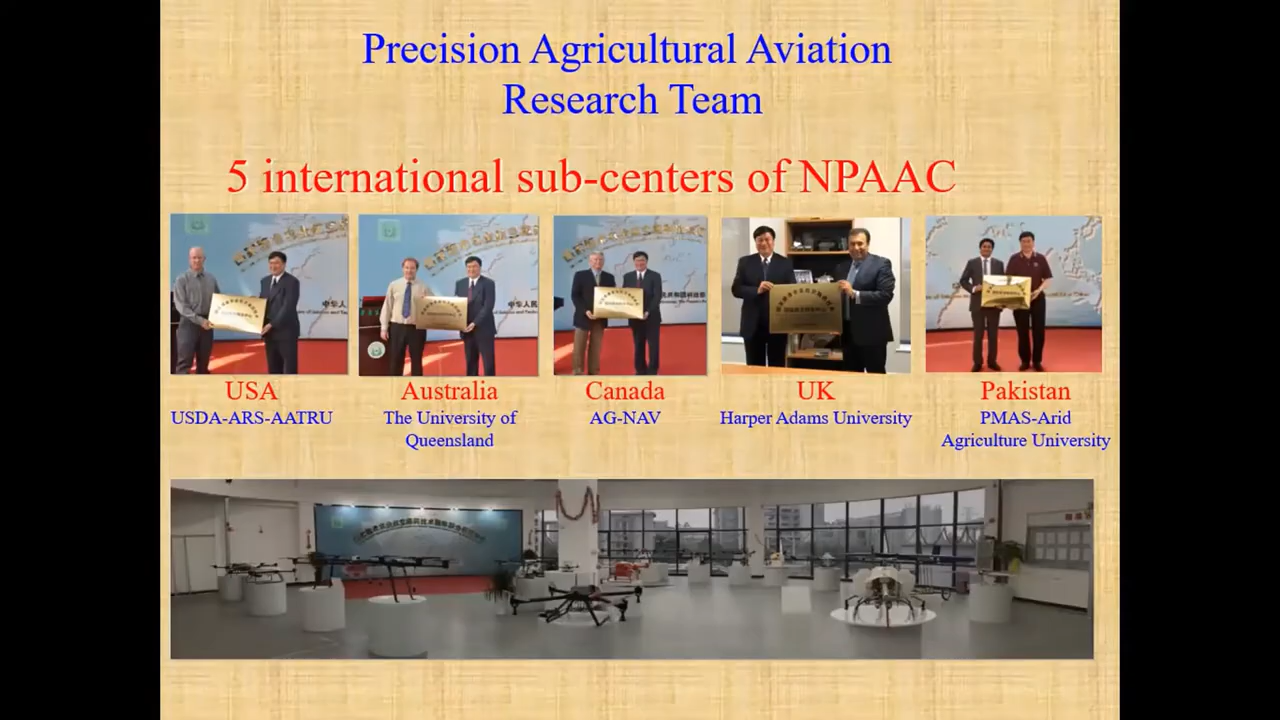 Precision Agricultural Aviation
Research Team
5 international sub-centers of NPAAC
USA
USDA-ARS-AATRU
Australia
The University of
Queensland
Canada
AG-NAV
UK
Harper Adams University
Pakistan
PMAS-Arid
Agriculture University